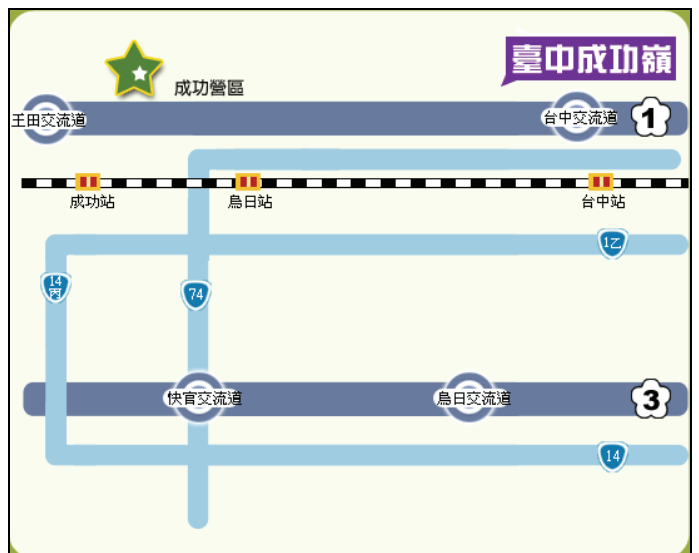 臺中成功嶺
成功營區
王田交流道
台中交流道
1
成功站
烏日站
台中站
1乙
14丙
74
快官交流道
烏日交流道
3
14